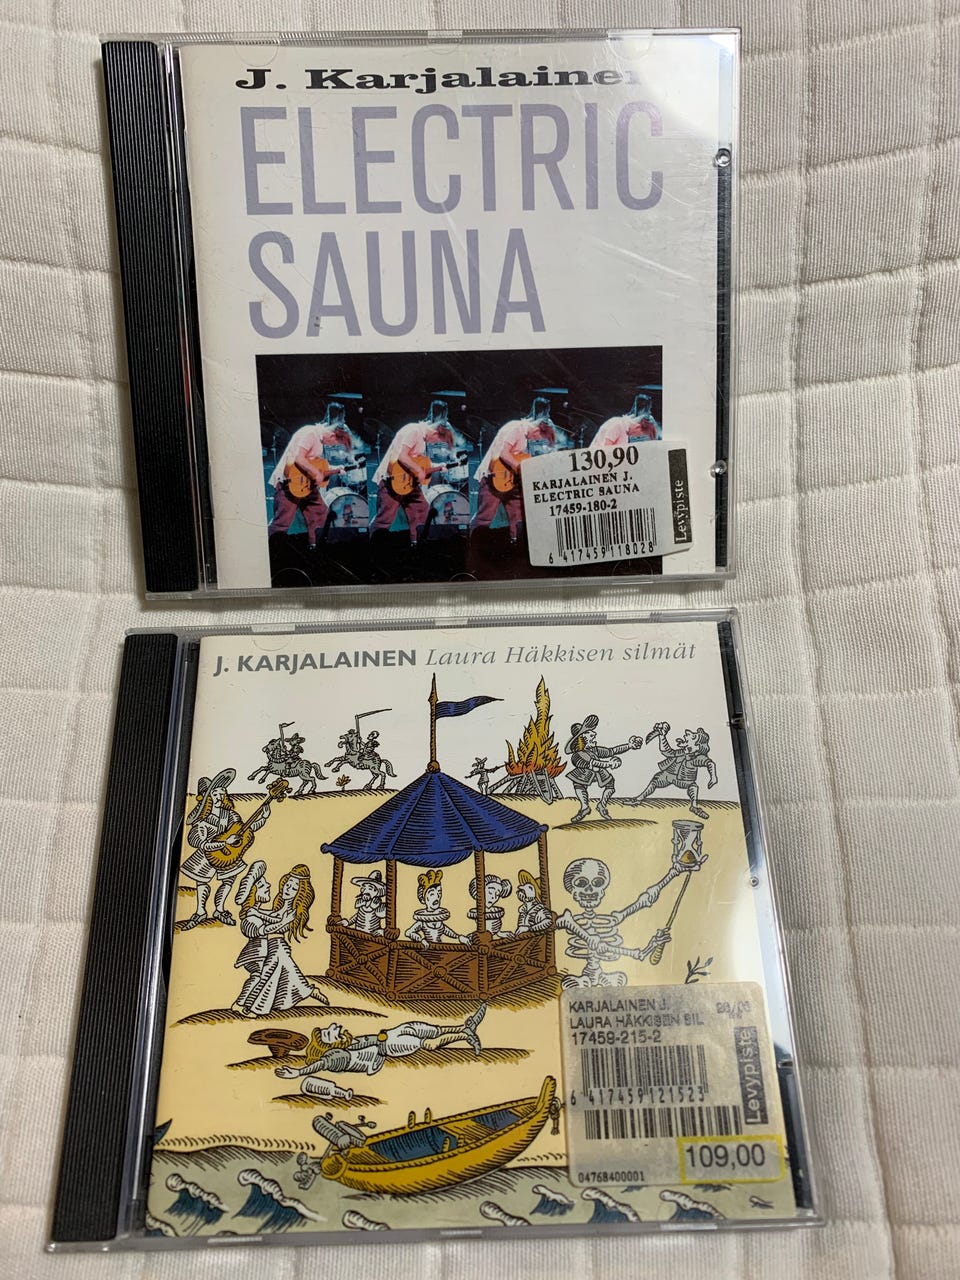 J. Karjalainen
ELECTRIC
SAUNA
130,90
KARJALAINEN J.
ELECTRIC SAUNA
17459-180-2
6 417459 118028
Levypiste
J. KARJALAINEN Laura Häkkisen silmät
KARJALAINEN J.
LAURA HÄKKISEN SIL
17459-215-2
6 417459 121523
Levypiste
109,00
04768400001